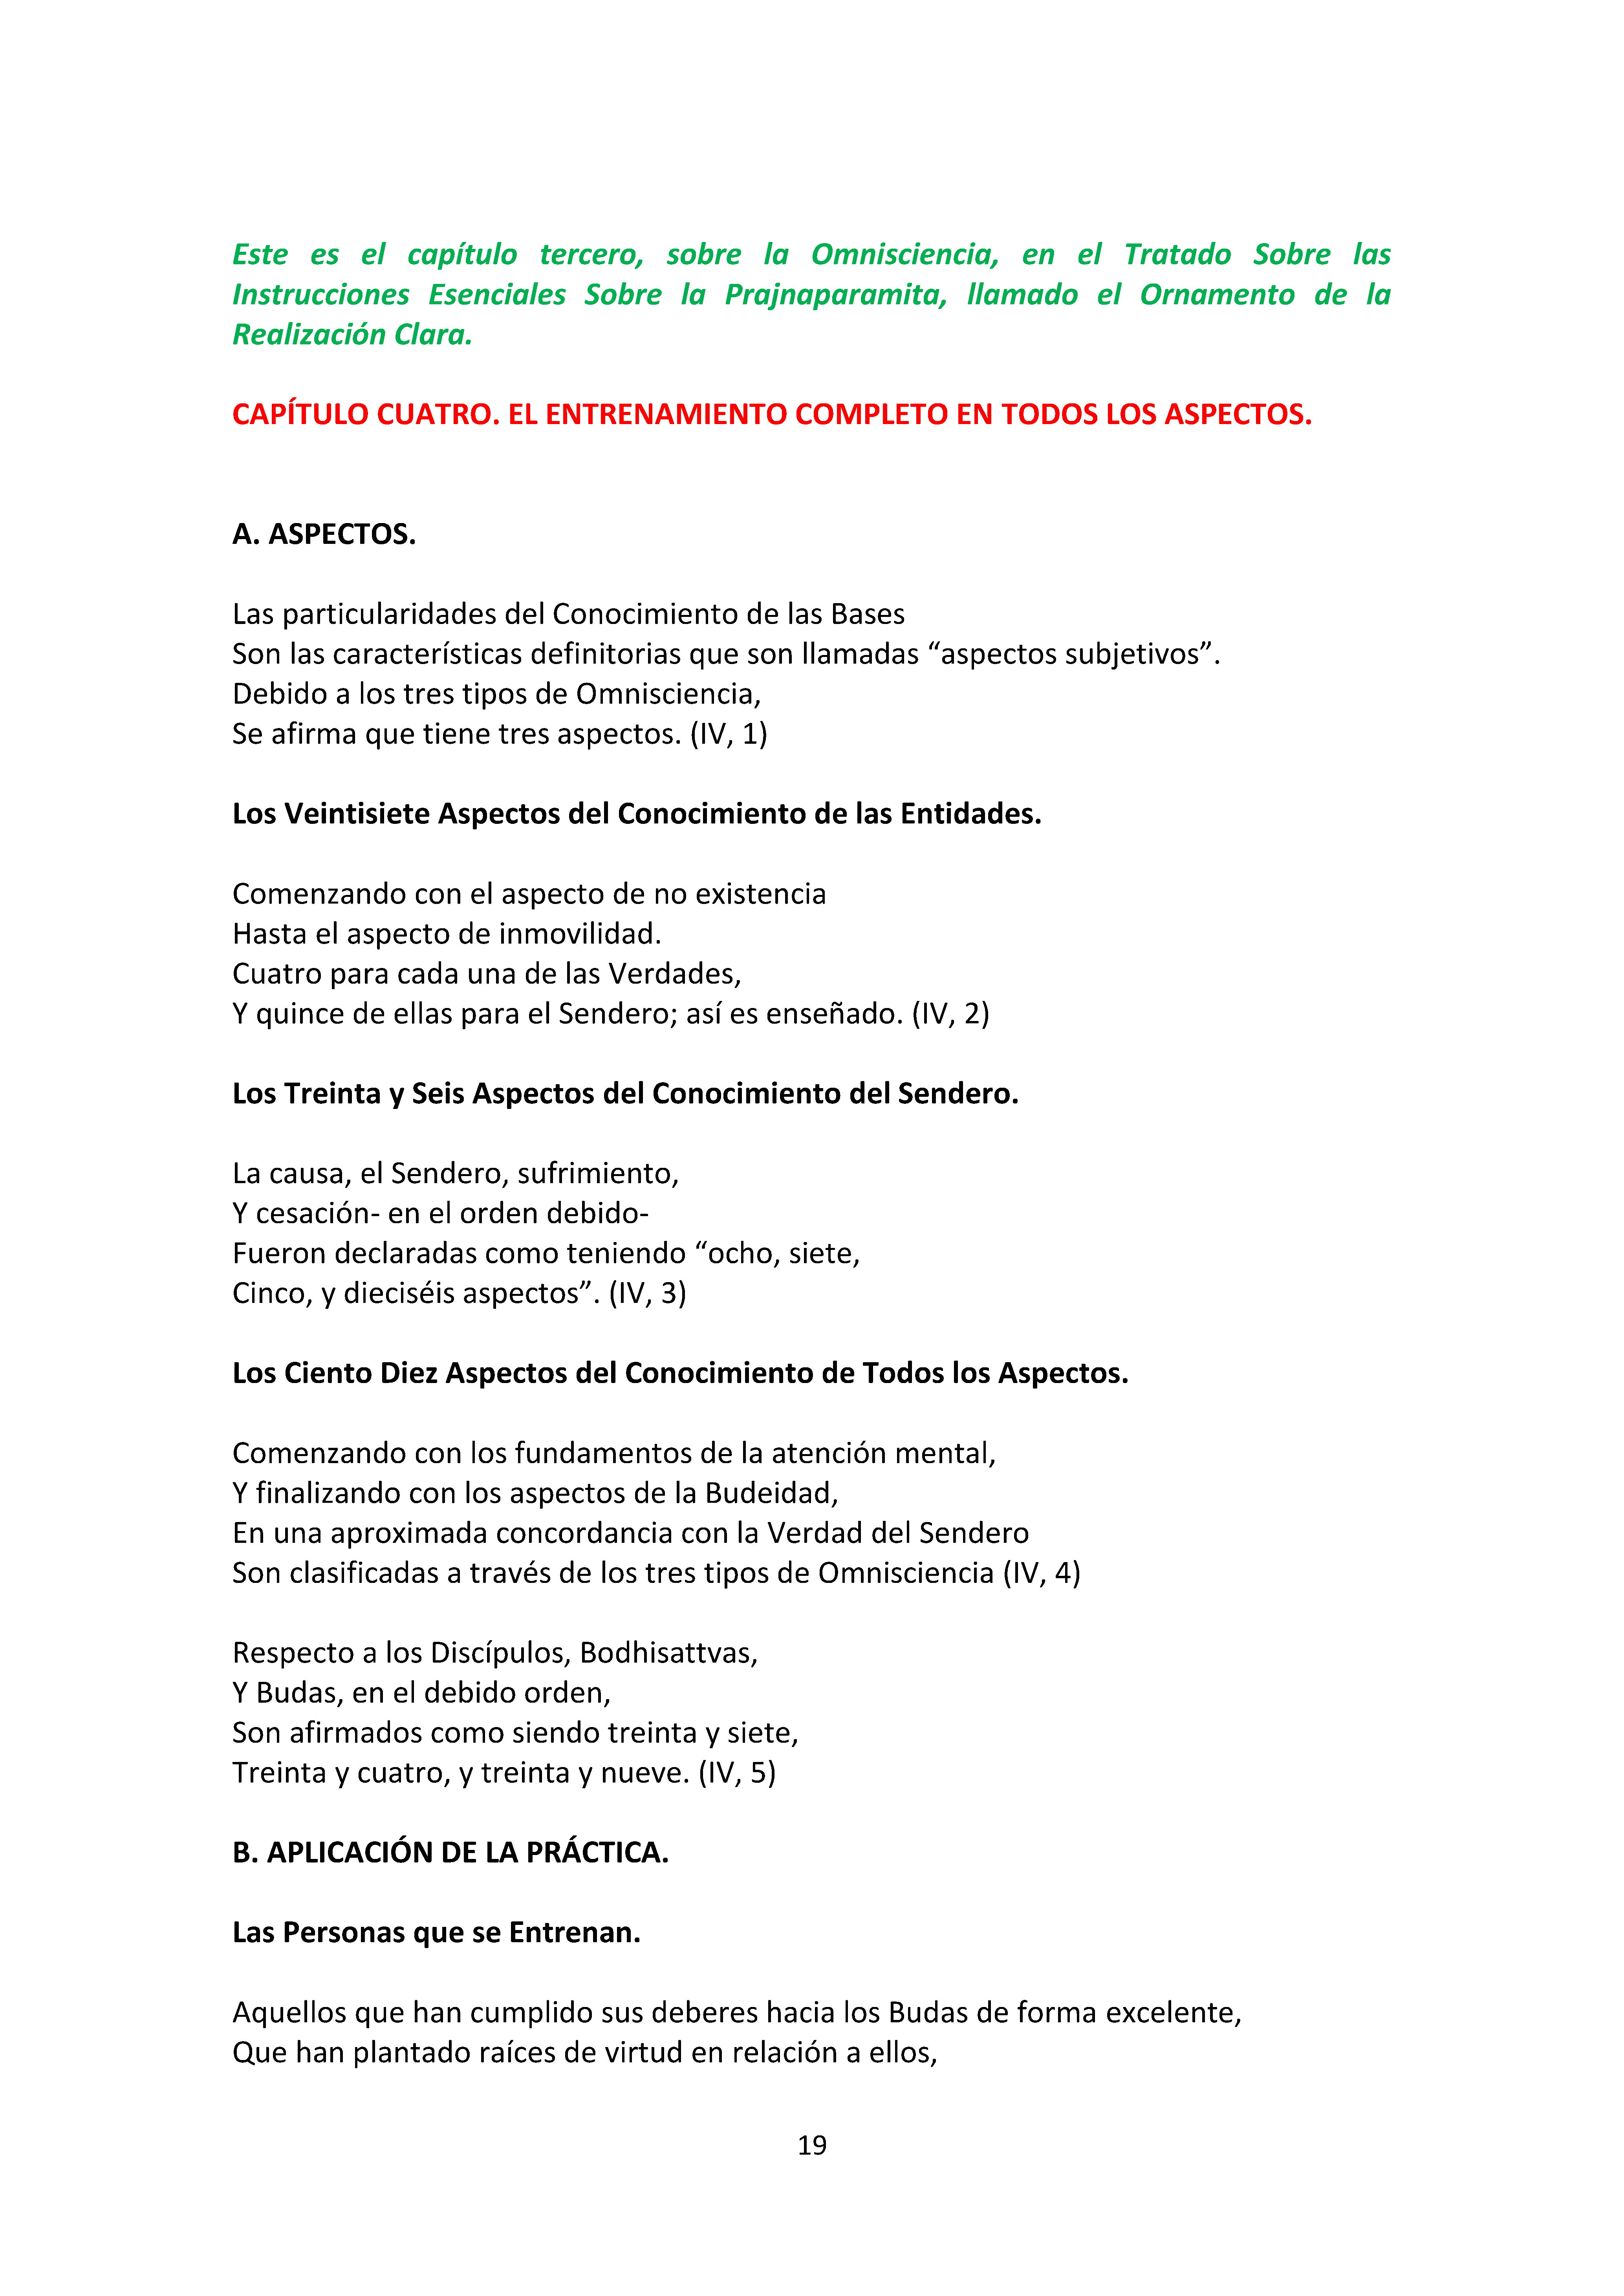 Este es el capítulo tercero, sobre la Omnisciencia, en el Tratado Sobre las
Instrucciones Esenciales Sobre la Prajnaparamita, llamado el Ornamento de la
Realización Clara.
CAPÍTULO CUATRO. EL ENTRENAMIENTO COMPLETO EN TODOS LOS ASPECTOS.
A. ASPECTOS.
Las particularidades del Conocimiento de las Bases
Son las características definitorias que son llamadas “aspectos subjetivos”.
Debido a los tres tipos de Omnisciencia,
Se afirma que tiene tres aspectos. (IV, 1)
Los Veintisiete Aspectos del Conocimiento de las Entidades.
Comenzando con el aspecto de no existencia
Hasta el aspecto de inmovilidad.
Cuatro para cada una de las Verdades,
Y quince de ellas para el Sendero; así es enseñado. (IV, 2)
Los Treinta y Seis Aspectos del Conocimiento del Sendero.
La causa, el Sendero, sufrimiento,
Y cesación- en el orden debido-
Fueron declaradas como teniendo “ocho, siete,
Cinco, y dieciséis aspectos”. (IV, 3)
Los Ciento Diez Aspectos del Conocimiento de Todos los Aspectos.
Comenzando con los fundamentos de la atención mental,
Y finalizando con los aspectos de la Budeidad,
En una aproximada concordancia con la Verdad del Sendero
Son clasificadas a través de los tres tipos de Omnisciencia (IV, 4)
Respecto a los Discípulos, Bodhisattvas,
Y Budas, en el debido orden,
Son afirmados como siendo treinta y siete,
Treinta y cuatro, y treinta y nueve. (IV, 5)
B. APLICACIÓN DE LA PRÁCTICA.
Las Personas que se Entrenan.
Aquellos que han cumplido sus deberes hacia los Budas de forma excelente,
Que han plantado raíces de virtud en relación a ellos,
19